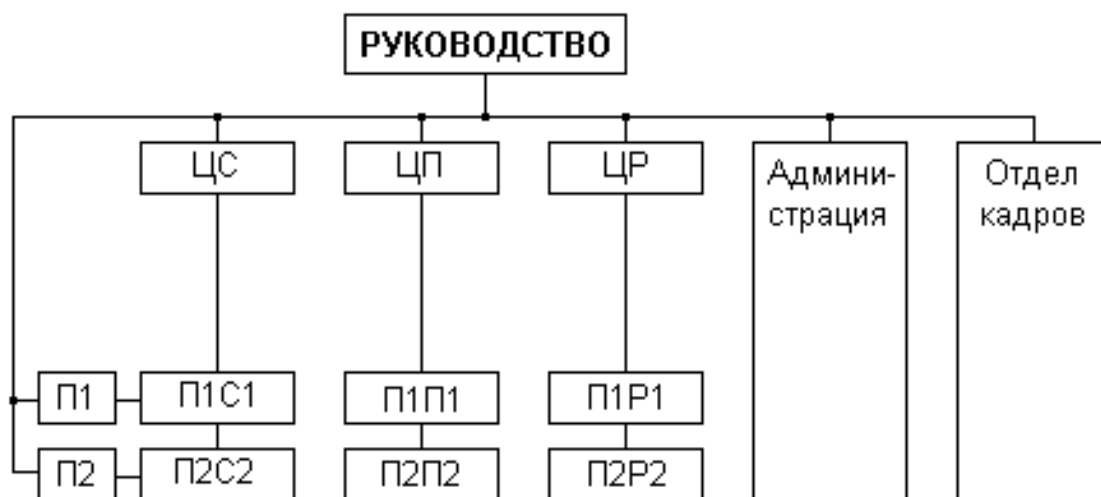 РУКОВОДСТВО
ЦС
ЦП
ЦР
Админи-
страция
Отдел
кадров
П1
П1С1
П1П1
П1Р1
П2
П2С2
П2П2
П2Р2